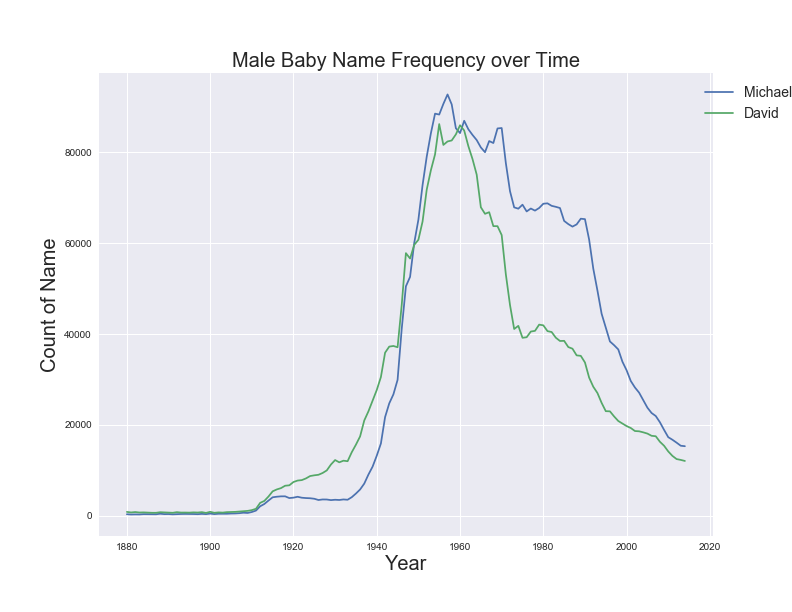 Male Baby Name Frequency over Time
Michael
David
80000
60000
40000
20000
0
Count of Name
1880 1900 1920 1940 1960 1980 2000 2020
Year